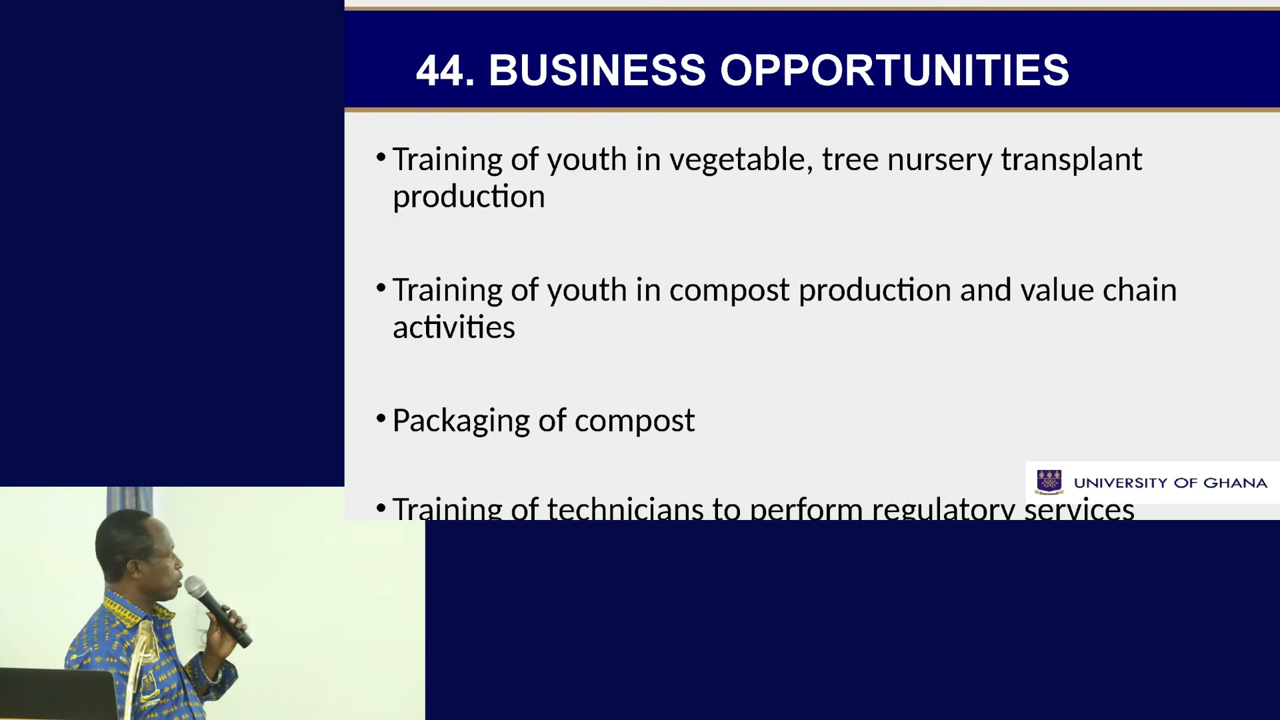 44. BUSINESS OPPORTUNITIES
• Training of youth in vegetable, tree nursery transplant
production
• Training of youth in compost production and value chain
activities
• Packaging of compost
• Training of technicians to perform regulatory services
UNIVERSITY OF GHANA